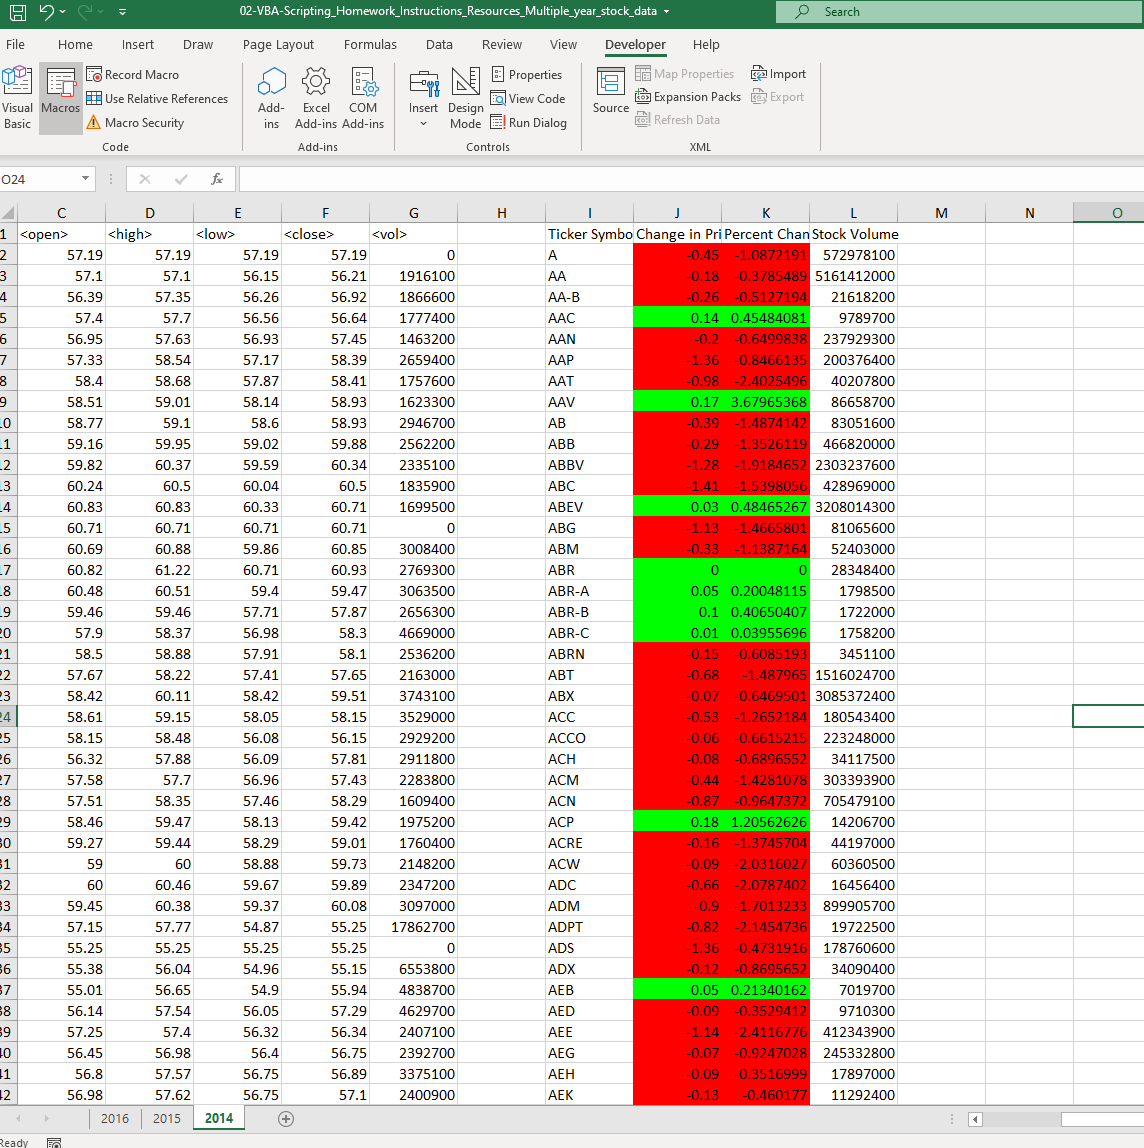 02-VBA-Scripting_Homework_Instructions_Resources_Multiple_year_stock_data Search
File Home Insert Draw Page Layout Formulas Data Review View Developer Help
Visual Basic Macros Record Macro Use Relative References Macro Security Code
Add-ins Excel Add-ins COM Add-ins Add-ins
Insert Design Mode Properties View Code Run Dialog Controls
Source Map Properties Expansion Packs Refresh Data Import Export XML
O24 fx
C D E F G H I J K L M N O
1 <open> <high> <low> <close> <vol> Ticker Symbo Change in Pri Percent Chan Stock Volume
2 57.19 57.19 57.19 57.19 0 A -0.45 -1.0872191 572978100
3 57.1 57.1 56.15 56.21 1916100 AA -0.18 -0.3785489 5161412000
4 56.39 57.35 56.26 56.92 1866600 AA-B -0.26 -0.5127194 21618200
5 57.4 57.7 56.56 56.64 1777400 AAC 0.14 0.45484081 9789700
6 56.95 57.63 56.93 57.45 1463200 AAN -0.2 -0.6499838 237929300
7 57.33 58.54 57.17 58.39 2659400 AAP -1.36 -0.8466135 200376400
8 58.4 58.68 57.87 58.41 1757600 AAT -0.98 -2.4025496 40207800
9 58.51 59.01 58.14 58.93 1623300 AAV 0.17 3.67965368 86658700
10 58.77 59.1 58.6 58.93 2946700 AB -0.39 -1.4874142 83051600
11 59.16 59.95 59.02 59.88 2562200 ABB -0.29 -1.3526119 466820000
12 59.82 60.37 59.59 60.34 2335100 ABBV -1.28 -1.9184652 2303237600
13 60.24 60.5 60.04 60.5 1835900 ABC -1.41 -1.5398056 428969000
14 60.83 60.83 60.33 60.71 1699500 ABEV 0.03 0.48465267 3208014300
15 60.71 60.71 60.71 60.71 0 ABG -1.13 -1.4665801 81065600
16 60.69 60.88 59.86 60.85 3008400 ABM -0.33 -1.1387164 52403000
17 60.82 61.22 60.71 60.93 2769300 ABR 0 0 28348400
18 60.48 60.51 59.4 59.47 3063500 ABR-A 0.05 0.20048115 1798500
19 59.46 59.46 57.71 57.87 2656300 ABR-B 0.1 0.40650407 1722000
20 57.9 58.37 56.98 58.3 4669000 ABR-C 0.01 0.03955696 1758200
21 58.5 58.88 57.91 58.1 2536200 ABRN -0.15 -0.6085193 3451100
22 57.67 58.22 57.41 57.65 2163000 ABT -0.68 -1.487965 1516024700
23 58.42 60.11 58.42 59.51 3743100 ABX -0.07 -0.6469501 3085372400
24 58.61 59.15 58.05 58.15 3529000 ACC -0.53 -1.2652184 180543400
25 58.15 58.48 56.08 56.15 2929200 ACCO -0.06 -0.6615215 223248000
26 56.32 57.88 56.09 57.81 2911800 ACH -0.08 -0.6896552 34117500
27 57.58 57.7 56.96 57.43 2283800 ACM -0.44 -1.4281078 303393900
28 57.51 58.35 57.46 58.29 1609400 ACN -0.87 -0.9647372 705479100
29 58.46 59.47 58.13 59.42 1975200 ACP 0.18 1.20562626 14206700
30 59.27 59.44 58.29 59.01 1760400 ACRE -0.16 -1.3745704 44197000
31 59 60 58.88 59.73 2148200 ACW -0.09 -2.0316027 60360500
32 60 60.46 59.67 59.89 2347200 ADC -0.66 -2.0787402 16456400
33 59.45 60.38 59.37 60.08 3097000 ADM -0.9 -1.7013233 899905700
34 57.15 57.77 54.87 55.25 17862700 ADPT -0.82 -2.1454736 19722500
35 55.25 55.25 55.25 55.25 0 ADS -1.36 -0.4731916 178760600
36 55.38 56.04 54.96 55.15 6553800 ADX -0.12 -0.8695652 34090400
37 55.01 56.65 54.9 55.94 4838700 AEB 0.05 0.21340162 7019700
38 56.14 57.54 56.05 57.29 4629700 AED -0.09 -0.3529412 9710300
39 57.25 57.4 56.32 56.34 2407100 AEE -1.14 -2.4116776 412343900
40 56.45 56.98 56.4 56.75 2392700 AEG -0.07 -0.9247028 245332800
41 56.8 57.57 56.75 56.89 3375100 AEH -0.09 -0.3516999 17897000
42 56.98 57.62 56.75 57.1 2400900 AEK -0.13 -0.460177 11292400
2016 2015 2014
Ready